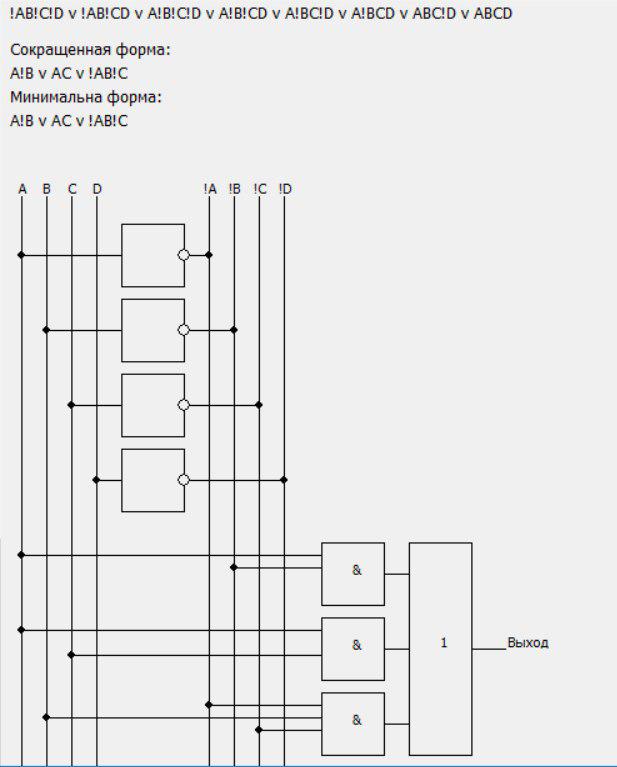 !AB!C!D v !AB!CD v A!B!C!D v A!B!CD v A!BC!D v A!BCD v ABC!D v ABCD
Сокращенная форма:
A!B v AC v !AB!C
Минимальна форма:
A!B v AC v !AB!C
A B C D !A !B !C !D
&
&
1
Выход
&